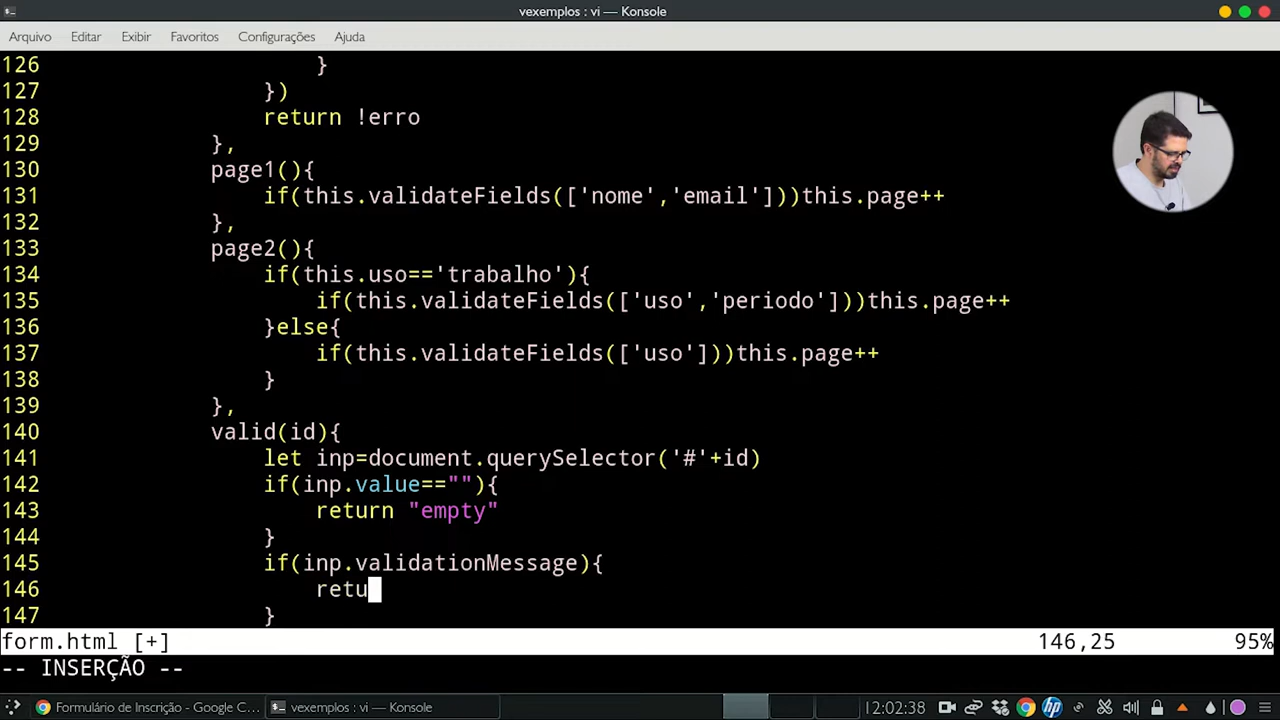 vexemplos : vi — Konsole
Arquivo Editar Exibir Favoritos Configurações Ajuda
126 }
127 })
128 return !erro
129 },
130 page1(){
131 if(this.validateFields(['nome','email']))this.page++
132 },
133 page2(){
134 if(this.uso=='trabalho'){
135 if(this.validateFields(['uso','periodo']))this.page++
136 }else{
137 if(this.validateFields(['uso']))this.page++
138 }
139 },
140 valid(id){
141 let inp=document.querySelector('#'+id)
142 if(inp.value==""){
143 return "empty"
144 }
145 if(inp.validationMessage){
146 retu
147 }
form.html [+] 146,25 95%
-- INSERÇÃO --
Formulário de Inscrição - Google C... vexemplos : vi — Konsole 12:02:38 hp